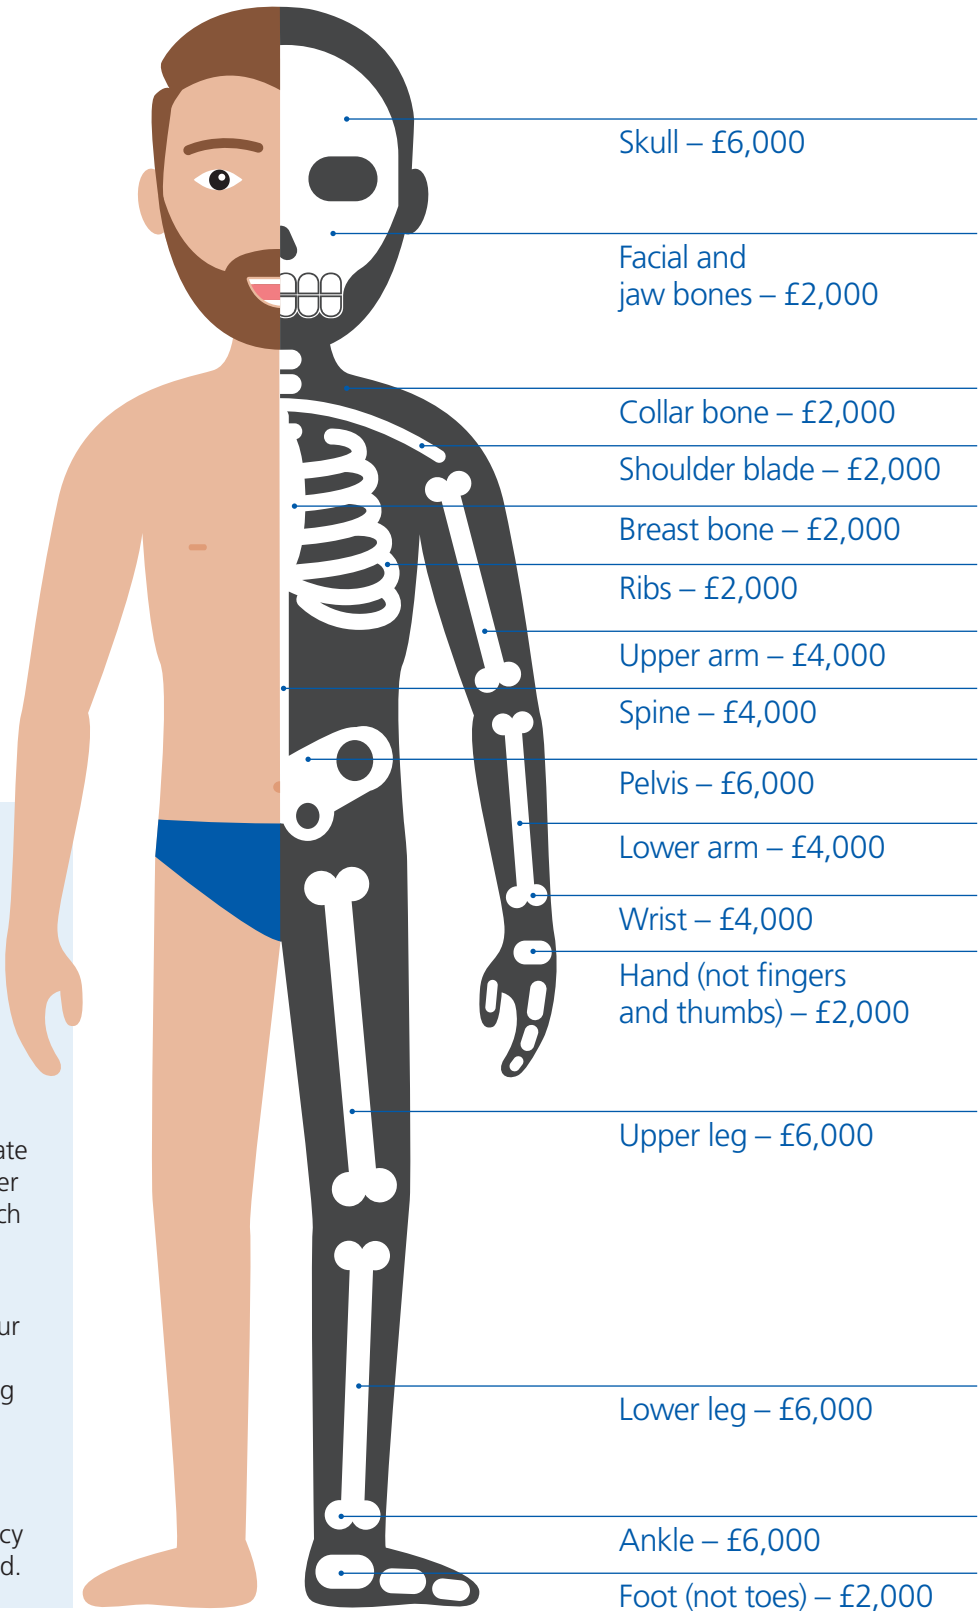 Skull – £6,000
Facial and
jaw bones – £2,000
Collar bone – £2,000
Shoulder blade – £2,000
Breast bone – £2,000
Ribs – £2,000
Upper arm – £4,000
Spine – £4,000
Pelvis – £6,000
Lower arm – £4,000
Wrist – £4,000
Hand (not fingers
and thumbs) – £2,000
Upper leg – £6,000
Lower leg – £6,000
Ankle – £6,000
Foot (not toes) – £2,000